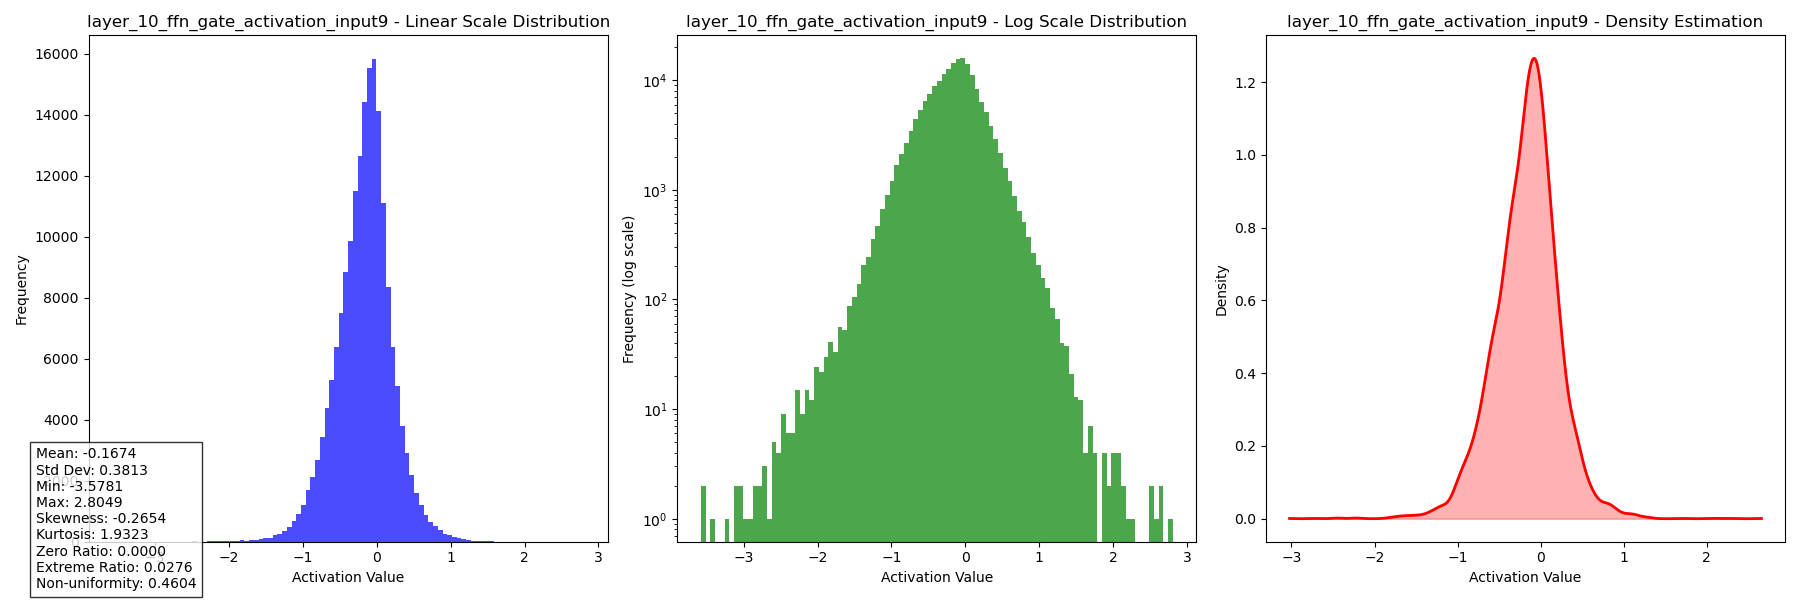 layer_10_ffn_gate_activation_input9 - Linear Scale Distribution
Frequency
16000
14000
12000
10000
8000
6000
4000
2000
0
−2
−1
0
1
2
3
Activation Value
Mean: -0.1674
Std Dev: 0.3813
Min: -3.5781
Max: 2.8049
Skewness: -0.2654
Kurtosis: 1.9323
Zero Ratio: 0.0000
Extreme Ratio: 0.0276
Non-uniformity: 0.4604
layer_10_ffn_gate_activation_input9 - Log Scale Distribution
Frequency (log scale)
10⁴
10³
10²
10¹
10⁰
−3
−2
−1
0
1
2
3
Activation Value
layer_10_ffn_gate_activation_input9 - Density Estimation
Density
1.2
1.0
0.8
0.6
0.4
0.2
0.0
−3
−2
−1
0
1
2
Activation Value